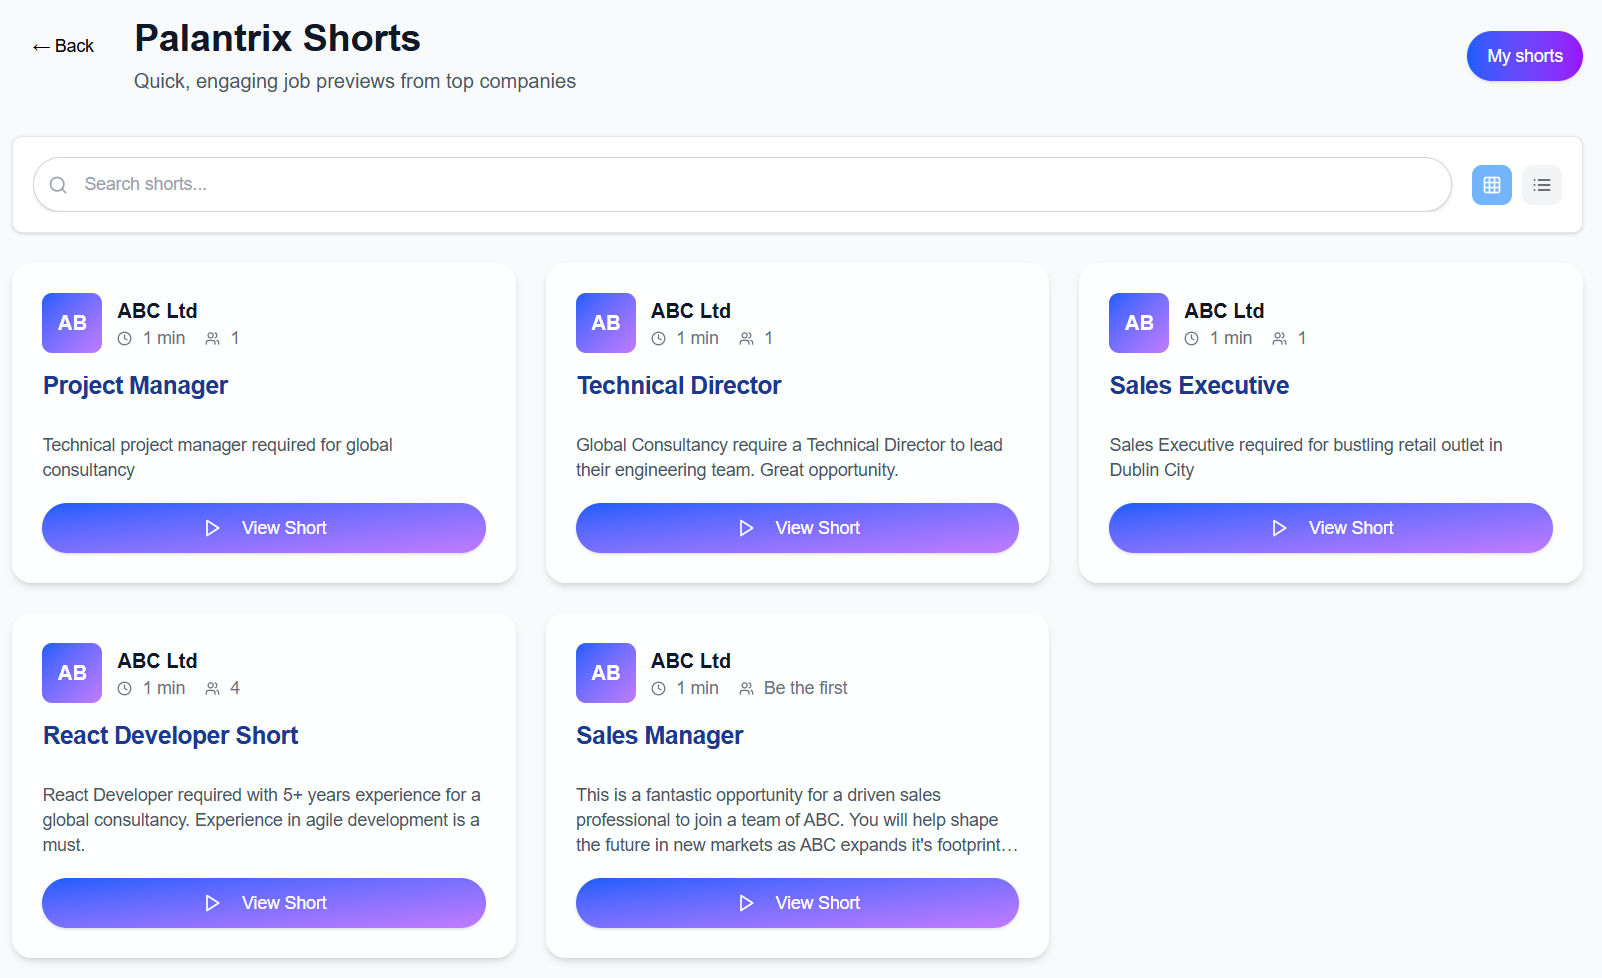 ← Back
Palantrix Shorts
Quick, engaging job previews from top companies
My shorts
Search shorts...
AB
ABC Ltd
1 min 1
Project Manager
Technical project manager required for global
consultancy
View Short
AB
ABC Ltd
1 min 1
Technical Director
Global Consultancy require a Technical Director to lead
their engineering team. Great opportunity.
View Short
AB
ABC Ltd
1 min 1
Sales Executive
Sales Executive required for bustling retail outlet in
Dublin City
View Short
AB
ABC Ltd
1 min 4
React Developer Short
React Developer required with 5+ years experience for a
global consultancy. Experience in agile development is a
must.
View Short
AB
ABC Ltd
1 min Be the first
Sales Manager
This is a fantastic opportunity for a driven sales
professional to join a team of ABC. You will help shape
the future in new markets as ABC expands it's footprint…
View Short